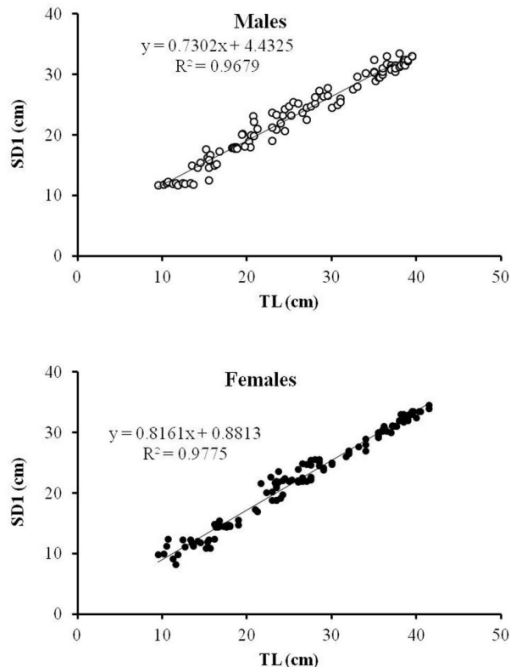 Males
y = 0.7302x + 4.4325
R² = 0.9679
40
30
20
10
0
SD1 (cm)
0 10 20 30 40 50
TL (cm)
Females
y = 0.8161x + 0.8813
R² = 0.9775
40
30
20
10
0
SD1 (cm)
0 10 20 30 40 50
TL (cm)